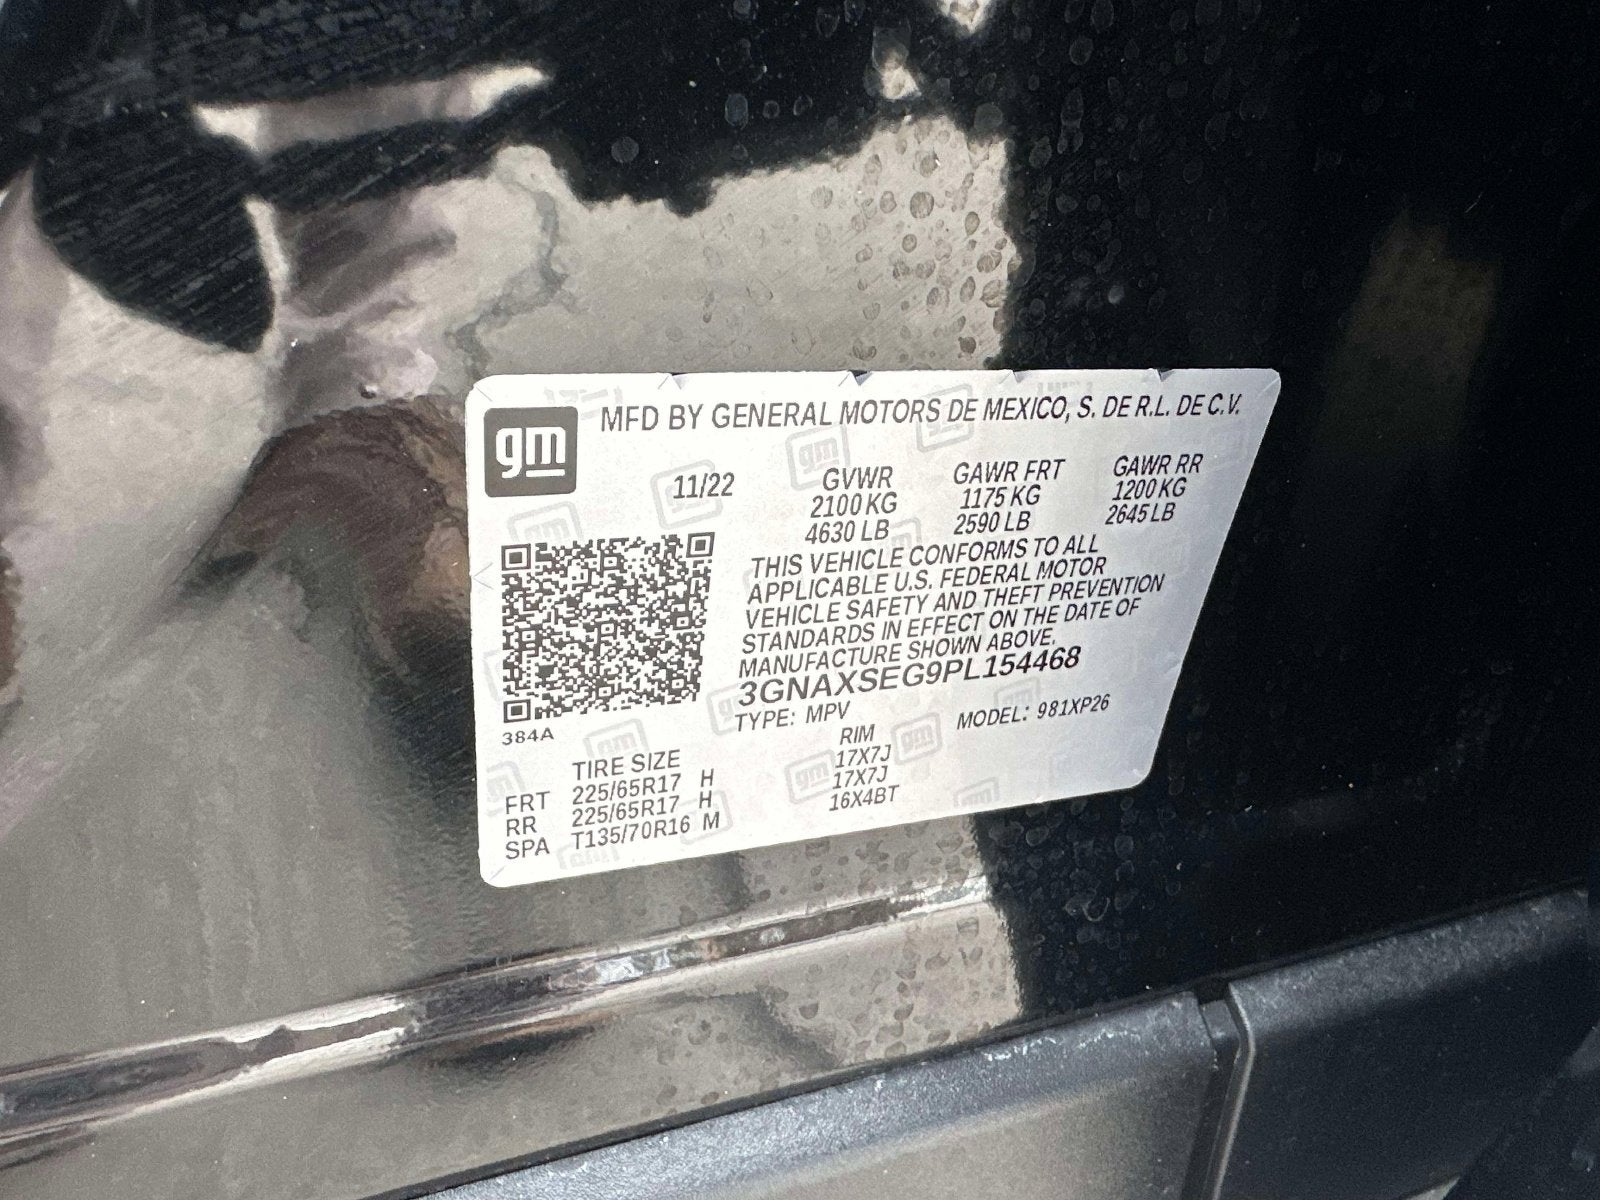 gm
MFD BY GENERAL MOTORS DE MEXICO, S. DE R.L. DE C.V.
11/22 GVWR GAWR FRT GAWR RR
2100 KG 1175 KG 1200 KG
4630 LB 2590 LB 2645 LB
THIS VEHICLE CONFORMS TO ALL
APPLICABLE U.S. FEDERAL MOTOR
VEHICLE SAFETY AND THEFT PREVENTION
STANDARDS IN EFFECT ON THE DATE OF
MANUFACTURE SHOWN ABOVE.
3GNAXSEG9PL154468
TYPE: MPV MODEL: 981XP26
384A
TIRE SIZE RIM
FRT 225/65R17 H 17X7J
RR 225/65R17 H 17X7J
SPA T135/70R16 M 16X4BT